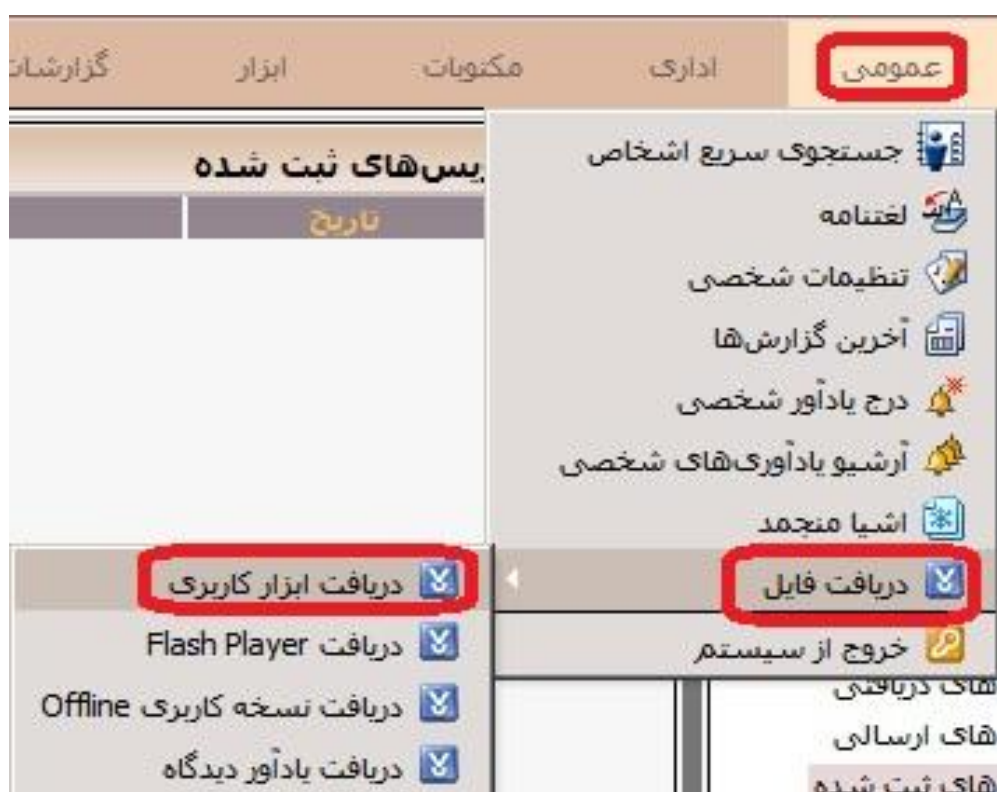 عمومی اداری مکتوبات ابزار گزارشات
جستجوی سریع اشخاص
لغتنامه
تنظیمات شخصی
آخرین گزارش‌ها
درج یادآور شخصی
آرشیو یادآوری‌های شخصی
اشیا منجمد
دریافت فایل
خروج از سیستم
ثبت شده
تاریخ
دریافت ابزار کاربری
دریافت Flash Player
دریافت نسخه کاربری Offline
دریافت یادآور دیدگاه
های دریافتی
های ارسالی
های ثبت شده